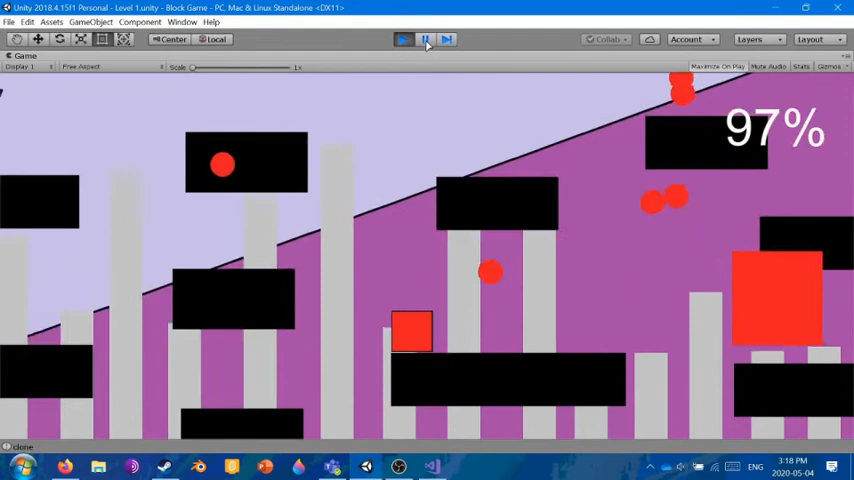 Unity 2018.4.15f1 Personal - Level 1.unity - Block Game - PC, Mac & Linux Standalone <DX11>
File Edit Assets GameObject Component Window Help
Center Local Collab Account Layers Layout
Game
Display 1 Free Aspect Scale 1x Maximize On Play Mute Audio Stats Gizmos
97%
clone
ENG 3:18 PM
2020-05-04